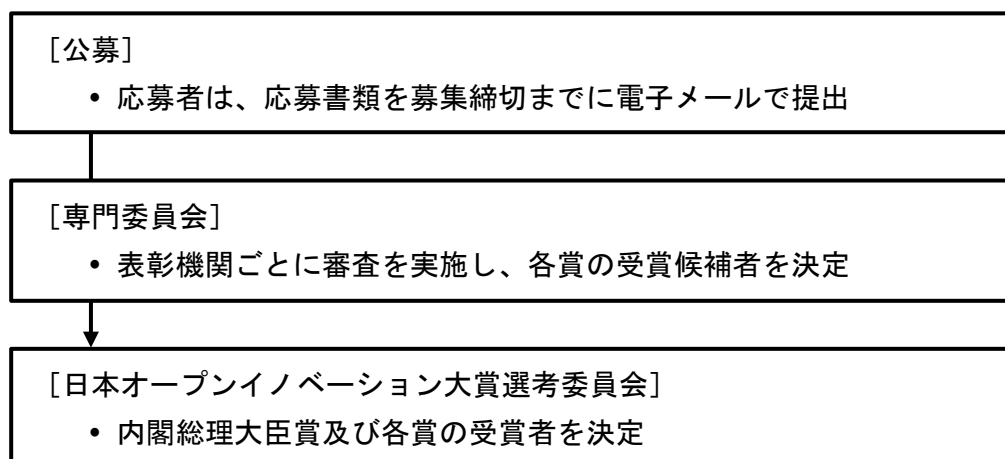 ［公募］
• 応募者は、応募書類を募集締切までに電子メールで提出
［専門委員会］
• 表彰機関ごとに審査を実施し、各賞の受賞候補者を決定
［日本オープンイノベーション大賞選考委員会］
• 内閣総理大臣賞及び各賞の受賞者を決定